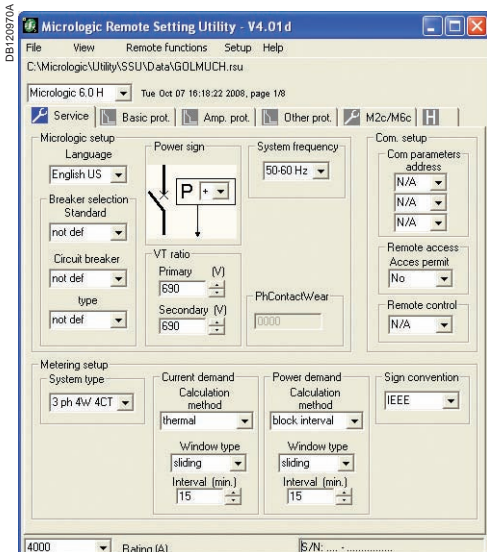 DB120970A
Micrologic Remote Setting Utility - V4.01d
File View Remote functions Setup Help
C:\Micrologic\Utility\SSU\Data\GOLMUCH.rsu
Micrologic 6.0 H Tue Oct 07 16:18:22 2008, page 1/8
Service Basic prot. Amp. prot. Other prot. M2c/M6c H
Micrologic setup
Language
English US
Breaker selection
Standard
not def
Circuit breaker
not def
type
not def
Power sign
P +
VT ratio
Primary (V)
690
Secondary (V)
690
System frequency
50-60 Hz
PhContactWear
0000
Com. setup
Com parameters
address
N/A
N/A
N/A
Remote access
Acces permit
No
Remote control
N/A
Metering setup
System type
3 ph 4W 4CT
Current demand
Calculation
method
thermal
Window type
sliding
Interval (min.)
15
Power demand
Calculation
method
block interval
Window type
sliding
Interval (min.)
15
Sign convention
IEEE
4000 Rating (A) S/N: .... - ................